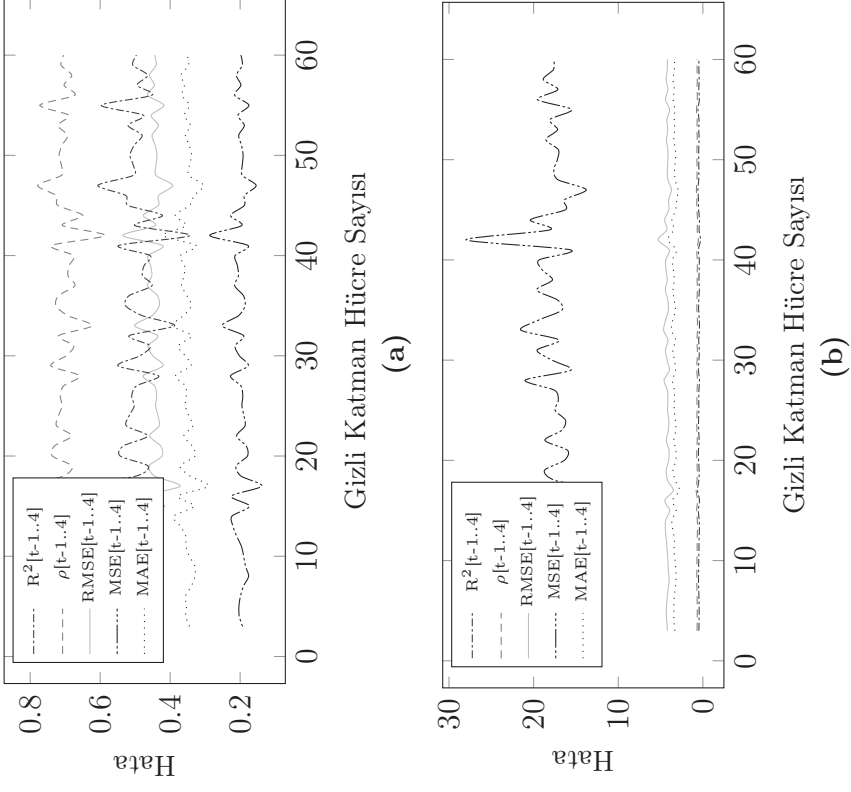 0.8
0.6
0.4
0.2
Hata
0 10 20 30 40 50 60
Gizli Katman Hücre Sayısı
(a)
R²[t-1..4]
ρ[t-1..4]
RMSE[t-1..4]
MSE[t-1..4]
MAE[t-1..4]
30
20
10
0
Hata
0 10 20 30 40 50 60
Gizli Katman Hücre Sayısı
(b)
R²[t-1..4]
ρ[t-1..4]
RMSE[t-1..4]
MSE[t-1..4]
MAE[t-1..4]